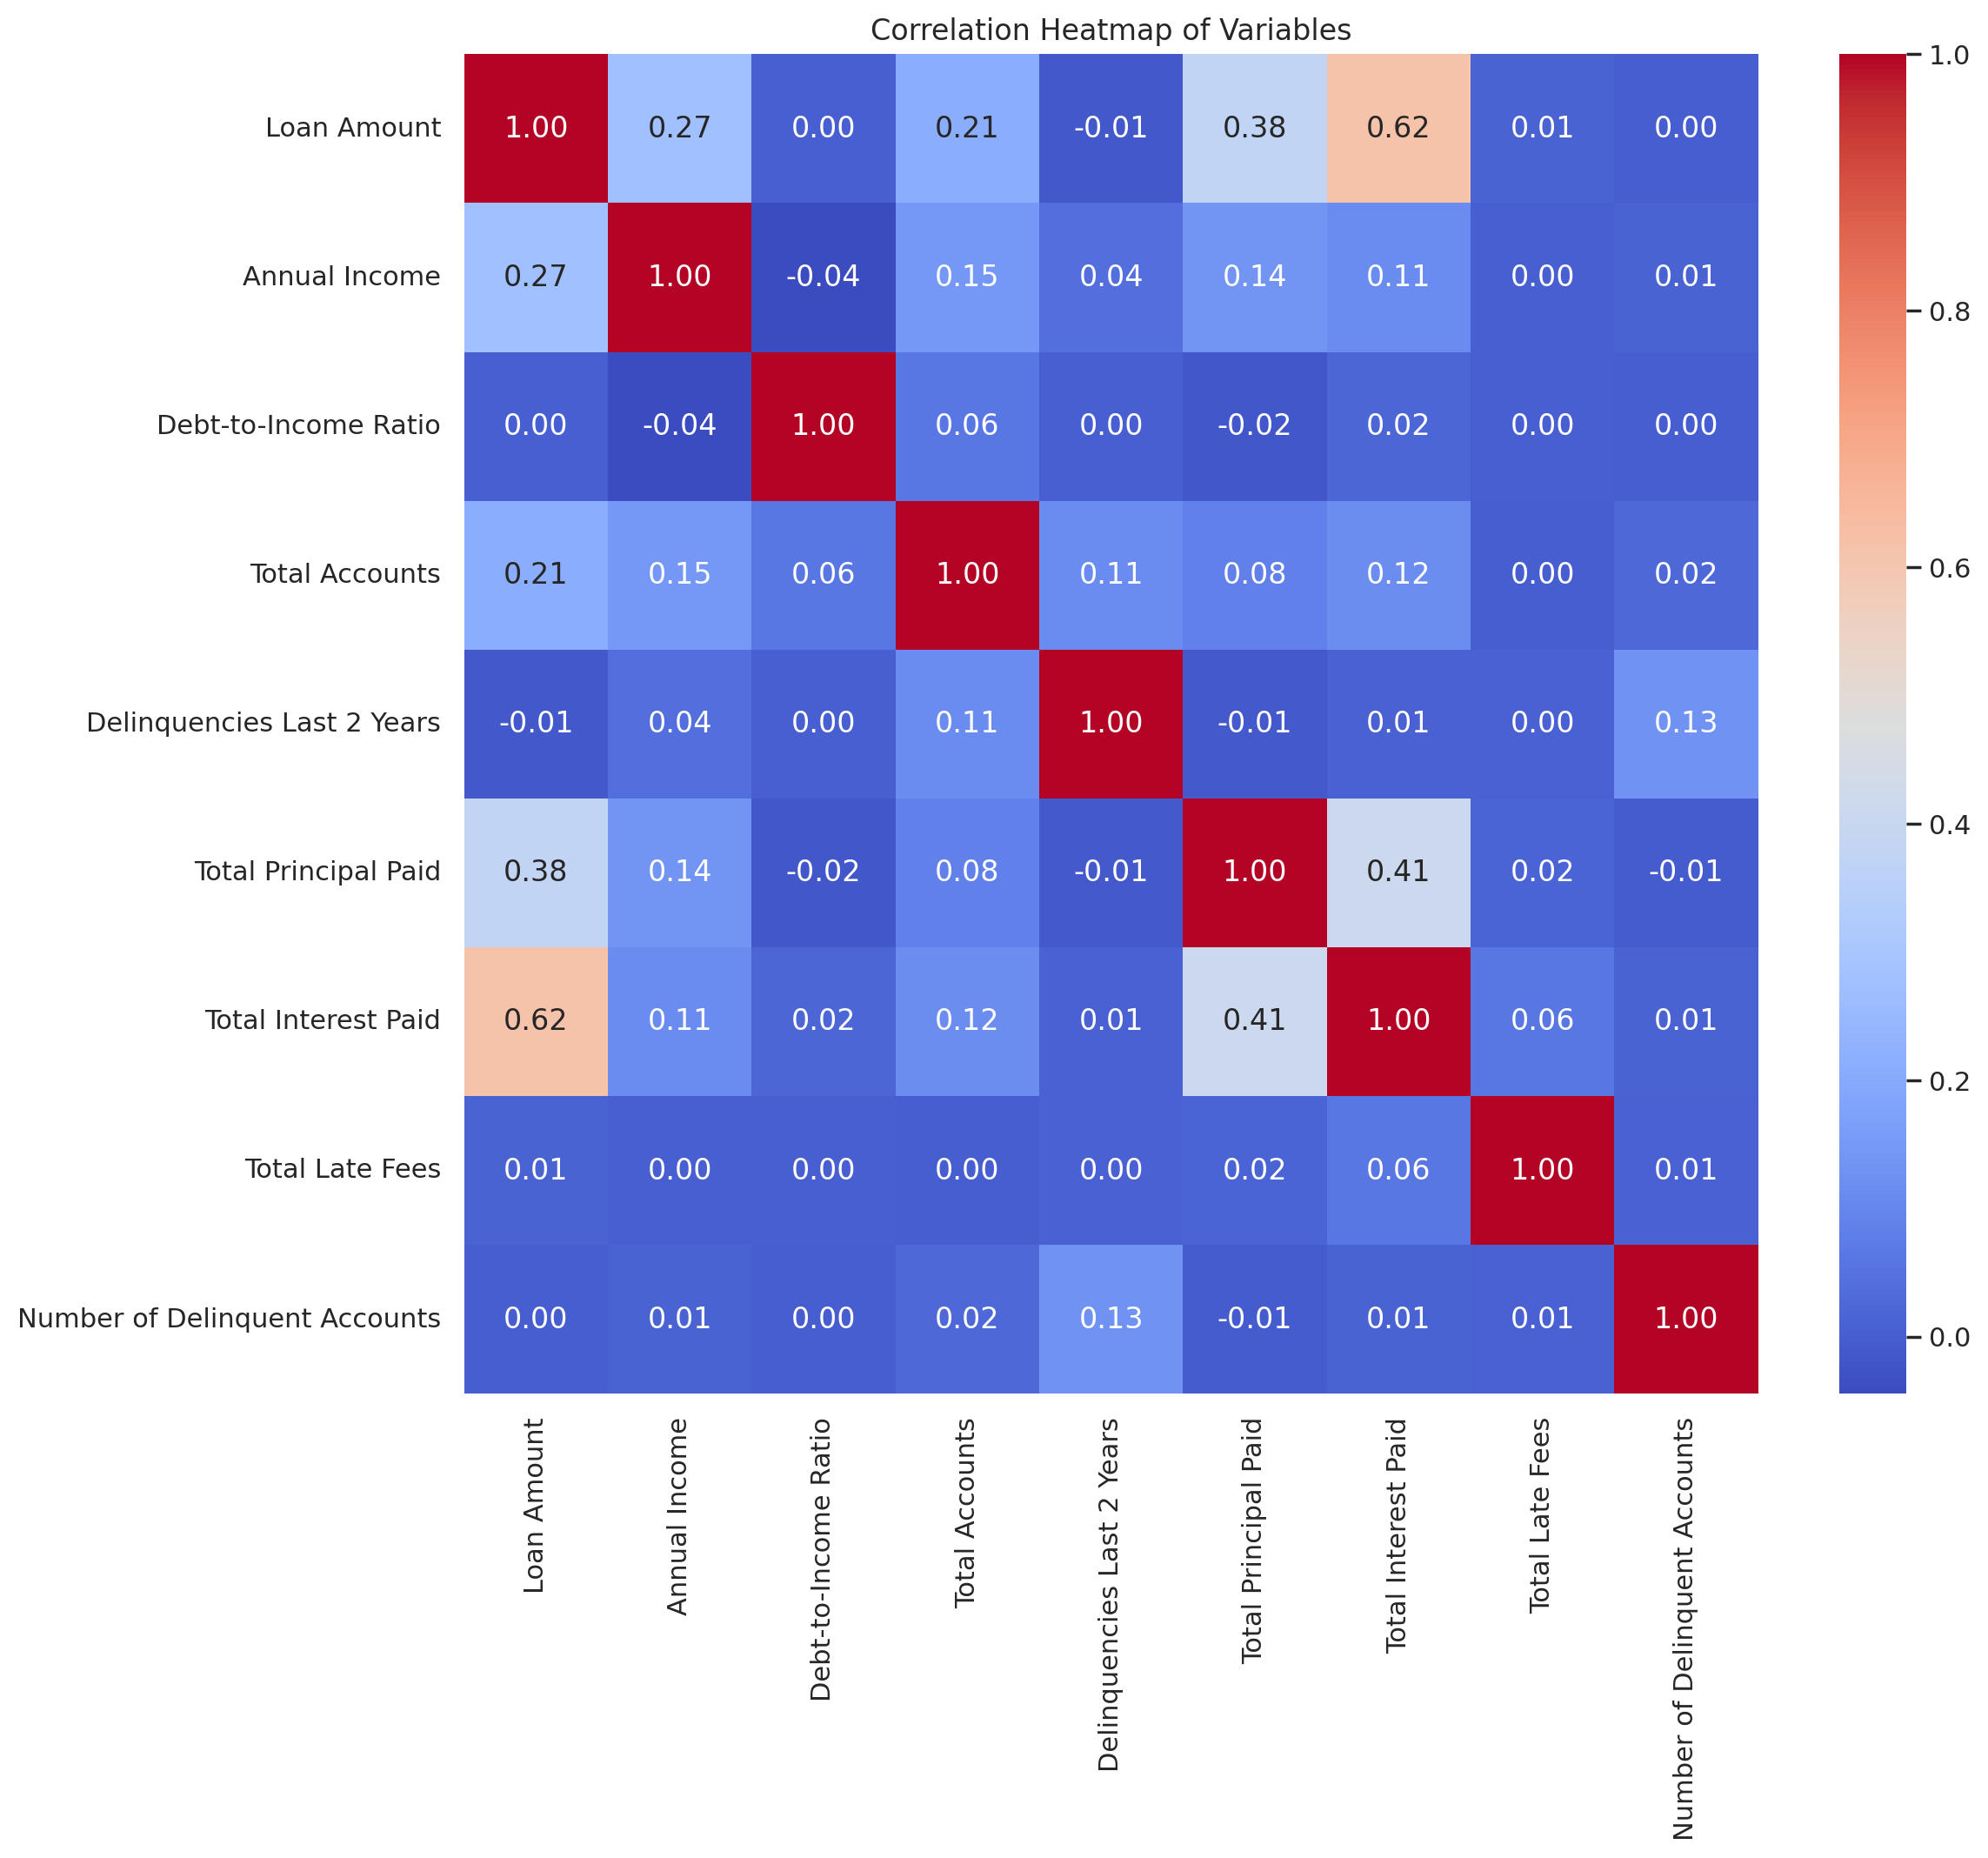 Correlation Heatmap of Variables
Loan Amount 1.00 0.27 0.00 0.21 -0.01 0.38 0.62 0.01 0.00
Annual Income 0.27 1.00 -0.04 0.15 0.04 0.14 0.11 0.00 0.01
Debt-to-Income Ratio 0.00 -0.04 1.00 0.06 0.00 -0.02 0.02 0.00 0.00
Total Accounts 0.21 0.15 0.06 1.00 0.11 0.08 0.12 0.00 0.02
Delinquencies Last 2 Years -0.01 0.04 0.00 0.11 1.00 -0.01 0.01 0.00 0.13
Total Principal Paid 0.38 0.14 -0.02 0.08 -0.01 1.00 0.41 0.02 -0.01
Total Interest Paid 0.62 0.11 0.02 0.12 0.01 0.41 1.00 0.06 0.01
Total Late Fees 0.01 0.00 0.00 0.00 0.00 0.02 0.06 1.00 0.01
Number of Delinquent Accounts 0.00 0.01 0.00 0.02 0.13 -0.01 0.01 0.01 1.00
Loan Amount
Annual Income
Debt-to-Income Ratio
Total Accounts
Delinquencies Last 2 Years
Total Principal Paid
Total Interest Paid
Total Late Fees
Number of Delinquent Accounts
1.0
0.8
0.6
0.4
0.2
0.0